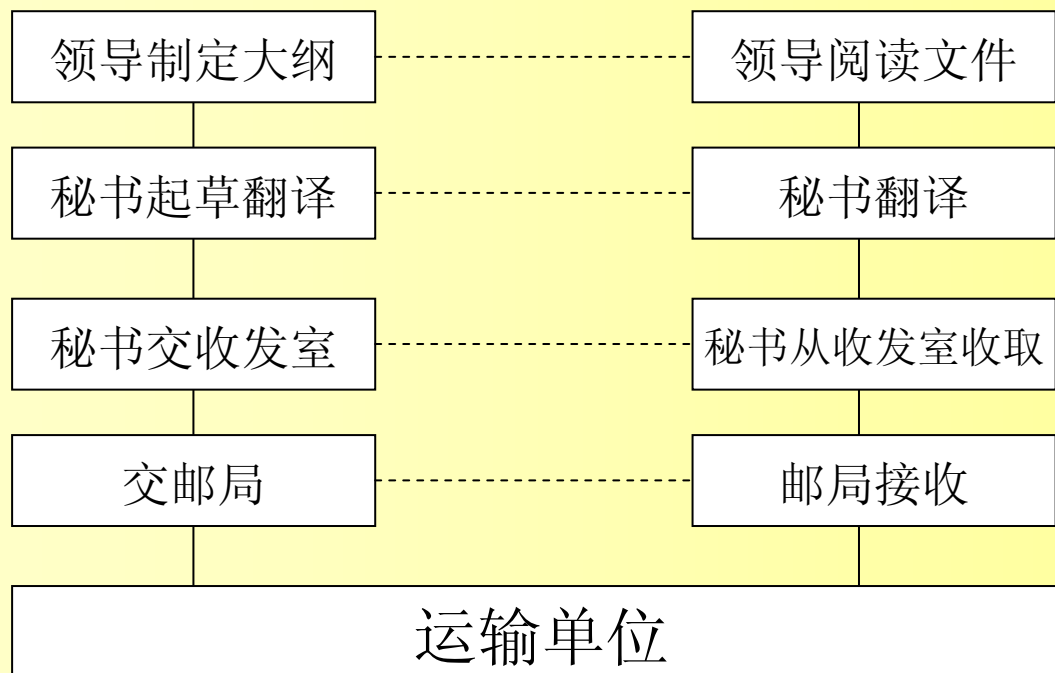 领导制定大纲
领导阅读文件
秘书起草翻译
秘书翻译
秘书交收发室
秘书从收发室收取
交邮局
邮局接收
运输单位